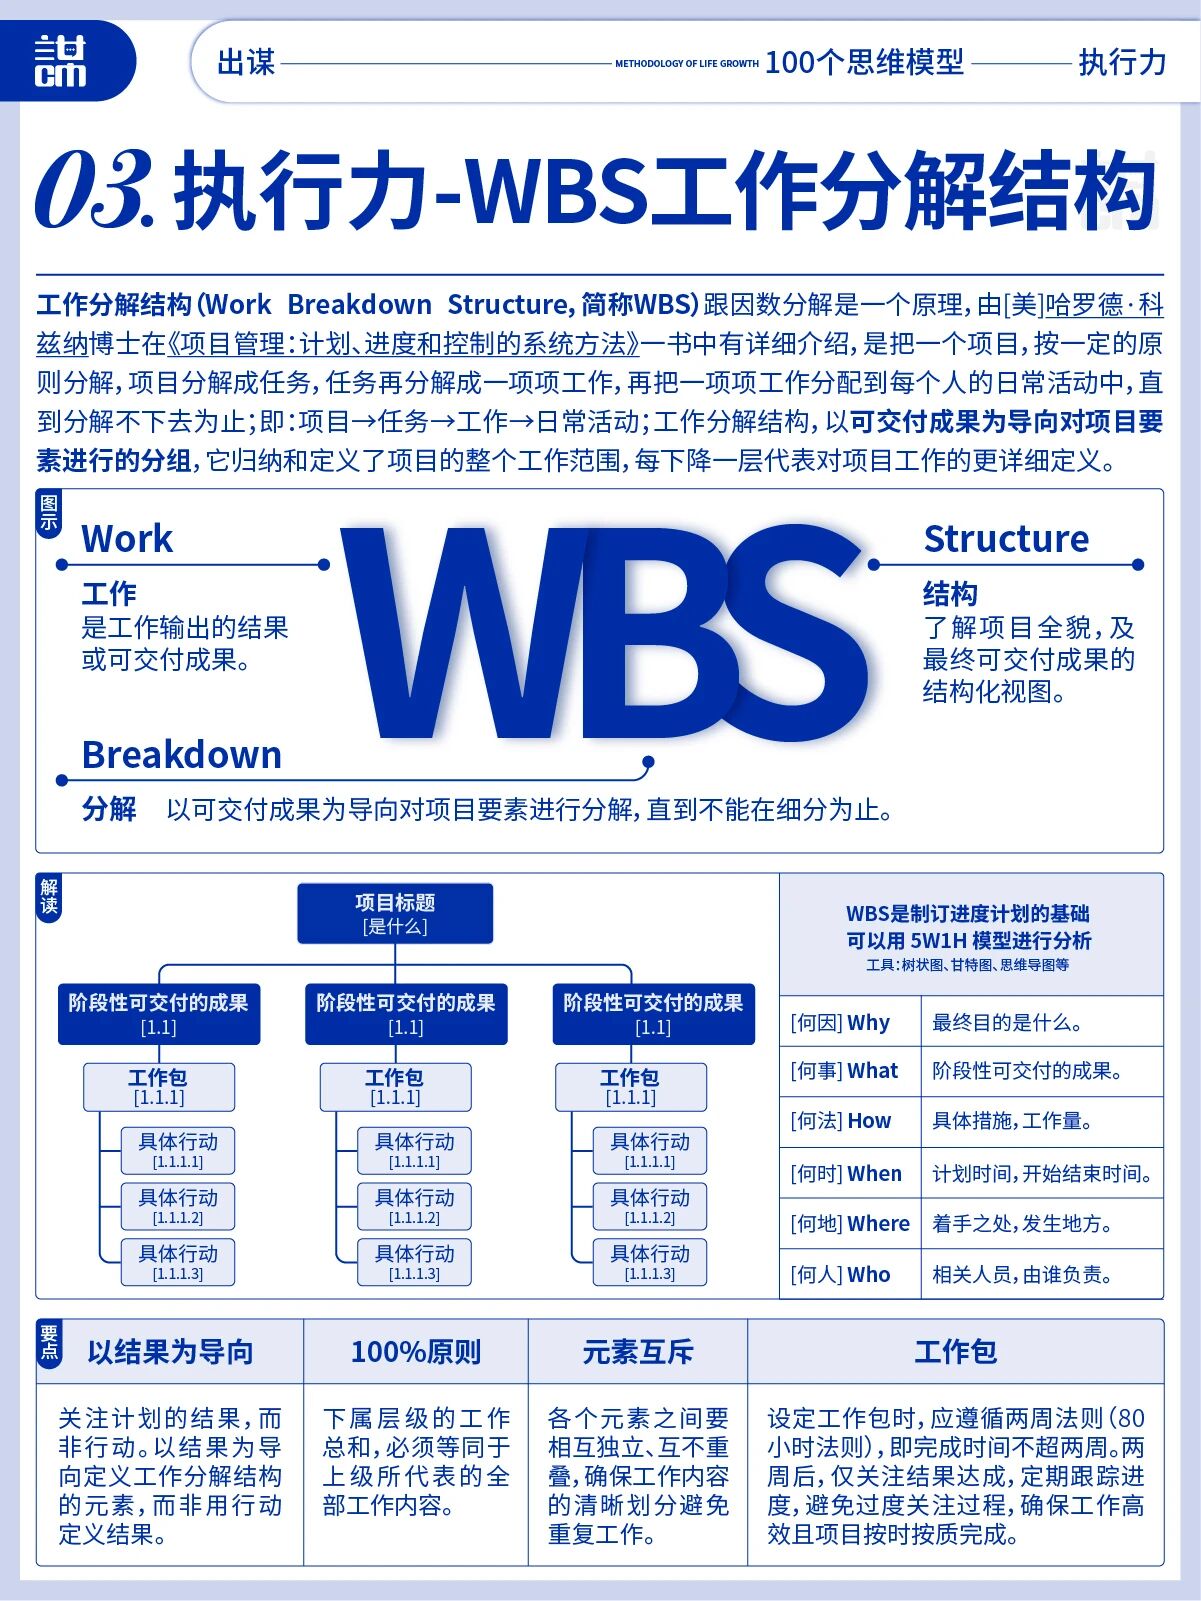 cm
出谋
METHODOLOGY OF LIFE GROWTH
100个思维模型
执行力
03.执行力-WBS工作分解结构
工作分解结构（Work Breakdown Structure，简称WBS）跟因数分解是一个原理，由[美]哈罗德·科
兹纳博士在《项目管理：计划、进度和控制的系统方法》一书中有详细介绍，是把一个项目，按一定的原
则分解，项目分解成任务，任务再分解成一项项工作，再把一项项工作分配到每个人的日常活动中，直
到分解不下去为止；即：项目→任务→工作→日常活动；工作分解结构，以可交付成果为导向对项目要
素进行的分组，它归纳和定义了项目的整个工作范围，每下降一层代表对项目工作的更详细定义。
图示
Work
工作
是工作输出的结果
或可交付成果。
WBS
Structure
结构
了解项目全貌，及
最终可交付成果的
结构化视图。
Breakdown
分解 以可交付成果为导向对项目要素进行分解，直到不能在细分为止。
解读
项目标题
[是什么]
阶段性可交付的成果
[1.1]
工作包
[1.1.1]
具体行动
[1.1.1.1]
具体行动
[1.1.1.2]
具体行动
[1.1.1.3]
阶段性可交付的成果
[1.1]
工作包
[1.1.1]
具体行动
[1.1.1.1]
具体行动
[1.1.1.2]
具体行动
[1.1.1.3]
阶段性可交付的成果
[1.1]
工作包
[1.1.1]
具体行动
[1.1.1.1]
具体行动
[1.1.1.2]
具体行动
[1.1.1.3]
WBS是制订进度计划的基础
可以用 5W1H 模型进行分析
工具：树状图、甘特图、思维导图等
[何因] Why 最终目的是什么。
[何事] What 阶段性可交付的成果。
[何法] How 具体措施，工作量。
[何时] When 计划时间，开始结束时间。
[何地] Where 着手之处，发生地方。
[何人] Who 相关人员，由谁负责。
要点
以结果为导向
关注计划的结果，而
非行动。以结果为导
向定义工作分解结构
的元素，而非用行动
定义结果。
100%原则
下属层级的工作
总和，必须等同于
上级所代表的全
部工作内容。
元素互斥
各个元素之间要
相互独立、互不重
叠，确保工作内容
的清晰划分避免
重复工作。
工作包
设定工作包时，应遵循两周法则（80
小时法则），即完成时间不超两周。两
周后，仅关注结果达成，定期跟踪进
度，避免过度关注过程，确保工作高
效且项目按时按质完成。